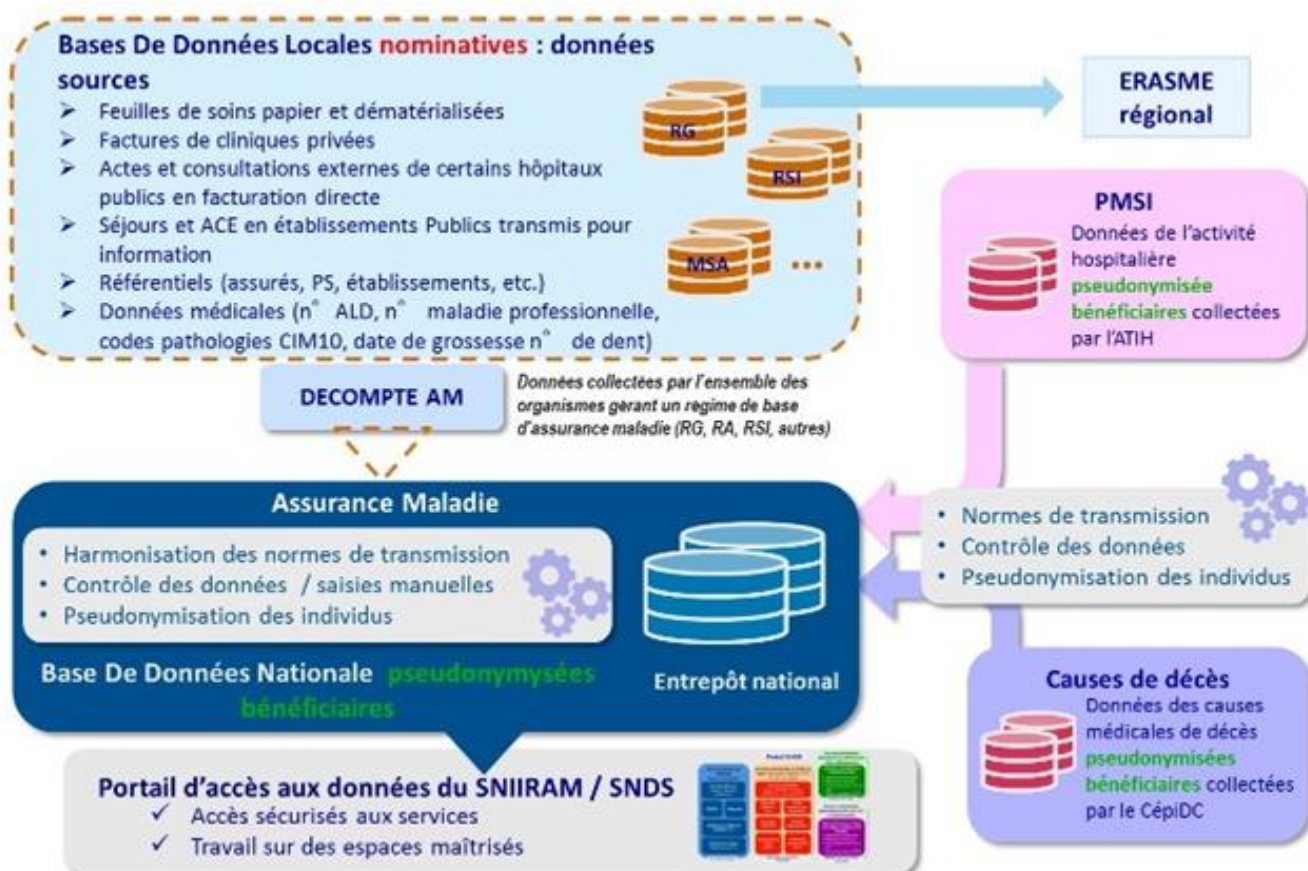 Bases De Données Locales nominatives : données
sources
➤ Feuilles de soins papier et dématérialisées
➤ Factures de cliniques privées
➤ Actes et consultations externes de certains hôpitaux
publics en facturation directe
➤ Séjours et ACE en établissements Publics transmis pour
information
➤ Référentiels (assurés, PS, établissements, etc.)
➤ Données médicales (n° ALD, n° maladie professionnelle,
codes pathologies CIM10, date de grossesse n° de dent)
RG
RSI
MSA
...
ERASME
régional
PMSI
Données de l'activité
hospitalière
pseudonymisée
bénéficiaires collectées
par l'ATIH
DECOMPTE AM
Données collectées par l'ensemble des
organismes gérant un régime de base
d'assurance maladie (RG, RA, RSI, autres)
Assurance Maladie
• Harmonisation des normes de transmission
• Contrôle des données / saisies manuelles
• Pseudonymisation des individus
Base De Données Nationale pseudonymysées
bénéficiaires
Entrepôt national
• Normes de transmission
• Contrôle des données
• Pseudonymisation des individus
Causes de décès
Données des causes
médicales de décès
pseudonymisées
bénéficiaires collectées
par le CépiDC
Portail d'accès aux données du SNIIRAM / SNDS
✓ Accès sécurisés aux services
✓ Travail sur des espaces maîtrisés